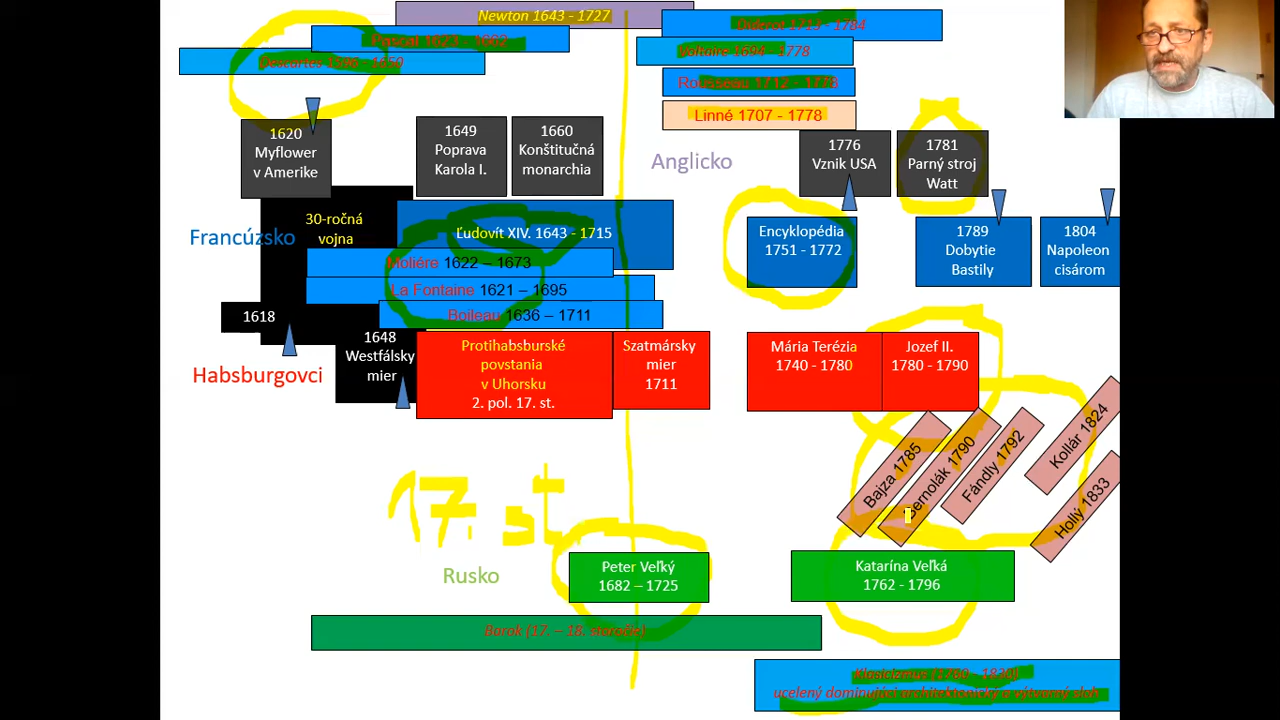 Newton 1643 - 1727
Diderot 1713 - 1784
Pascal 1623 - 1662
Voltaire 1694 - 1778
Descartes 1596 - 1650
Rousseau 1712 - 1778
Linné 1707 - 1778
1620
Myflower
v Amerike
1649
Poprava
Karola I.
1660
Konštitučná
monarchia
Anglicko
1776
Vznik USA
1781
Parný stroj
Watt
30-ročná
vojna
Francúzsko
Ľudovít XIV. 1643 - 1715
Encyklopédia
1751 - 1772
1789
Dobytie
Bastily
1804
Napoleon
cisárom
Moliére 1622 – 1673
La Fontaine 1621 – 1695
Boileau 1636 – 1711
1618
1648
Westfálsky
mier
Habsburgovci
Protihabsburské
povstania
v Uhorsku
2. pol. 17. st.
Szatmársky
mier
1711
Mária Terézia
1740 - 1780
Jozef II.
1780 - 1790
Bajza 1785
Bernolák 1790
Fándly 1792
Kollár 1824
Hollý 1833
17. st.
Rusko
Peter Veľký
1682 – 1725
Katarína Veľká
1762 - 1796
Barok (17. – 18. storočie)
Klasicizmus (1780 - 1830)
ucelený dominujúci architektonický a výtvarný sloh